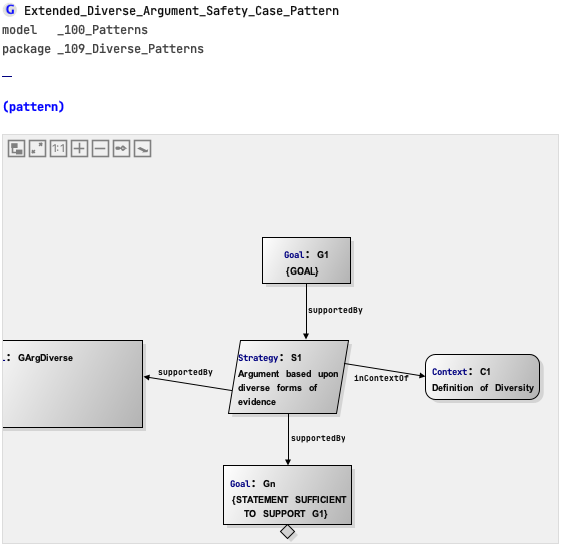 G Extended_Diverse_Argument_Safety_Case_Pattern
model _100_Patterns
package _109_Diverse_Patterns
(pattern)
1:1
Goal: G1
{GOAL}
supportedBy
l: GArgDiverse
supportedBy
Strategy: S1
Argument based upon
diverse forms of
evidence
inContextOf
Context: C1
Definition of Diversity
supportedBy
Goal: Gn
{STATEMENT SUFFICIENT
TO SUPPORT G1}